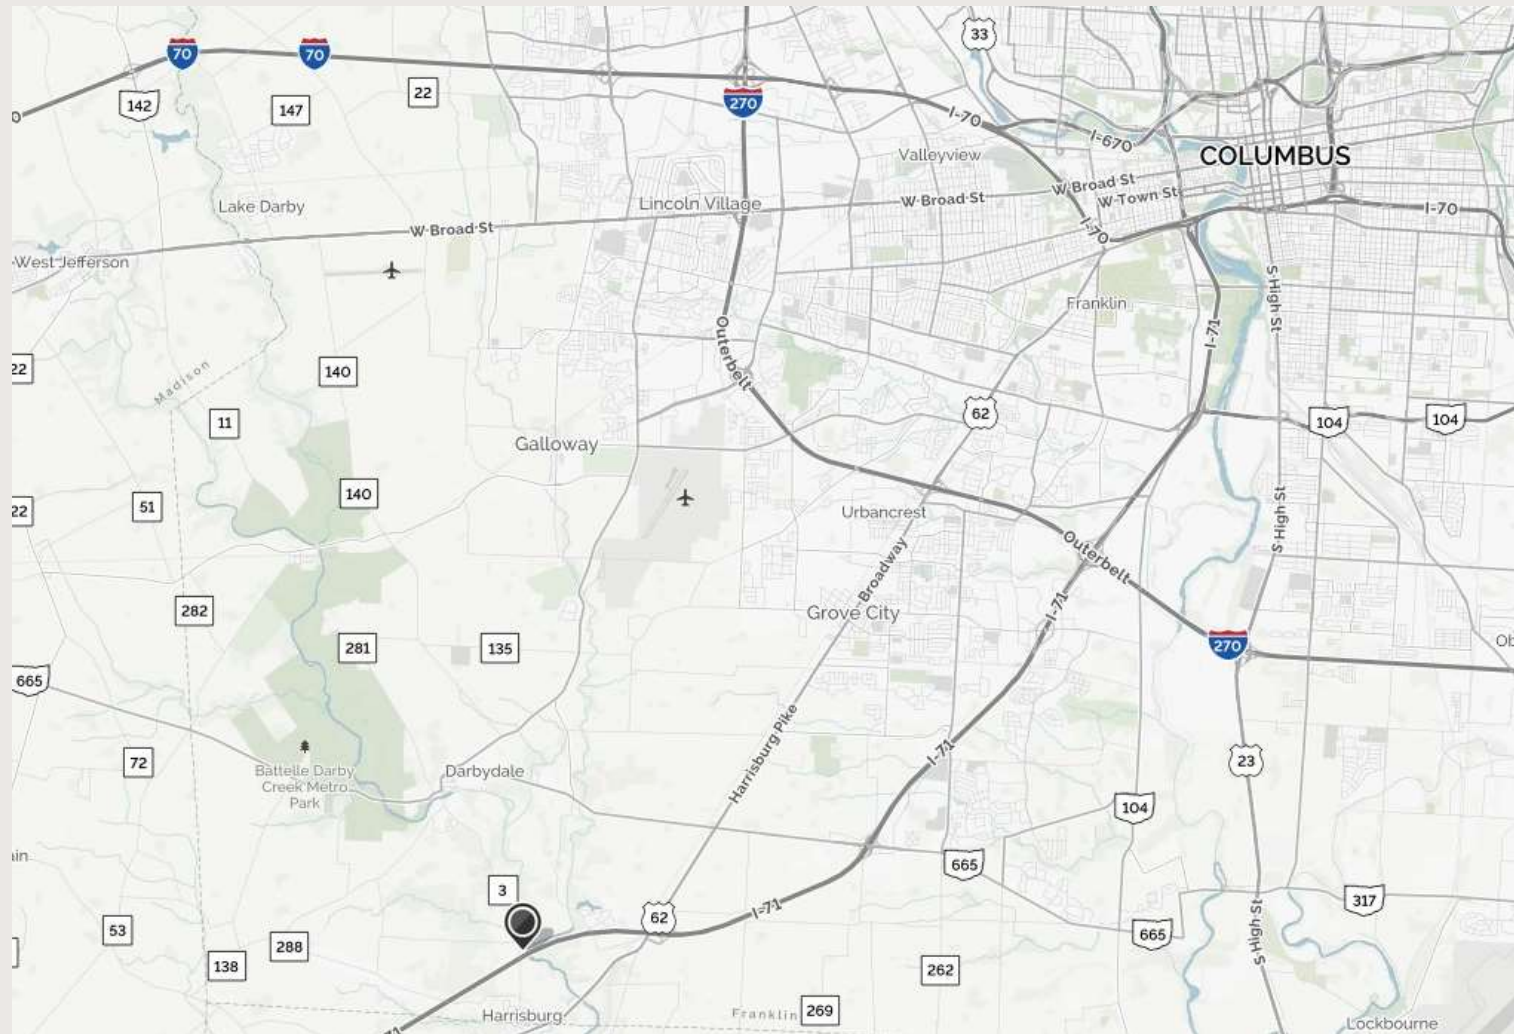 33
70
70
270
142
147
22
I-70
I-670
Valleyview
COLUMBUS
W Broad St
W Town St
W Broad St
Lincoln Village
Lake Darby
I-70
W Broad St
I-70
West Jefferson
S High St
Franklin
Outerbelt
I-71
22
140
Madison
11
62
104
104
Galloway
140
51
22
Urbancrest
S High St
Broadway
Outerbelt
I-71
282
Grove City
281
135
270
665
Harrisburg Pike
I-71
72
23
Battelle Darby
Creek Metro
Park
Darbydale
104
665
3
62
I-71
317
53
288
138
665
S High St
262
Harrisburg
Franklin
269
Lockbourne